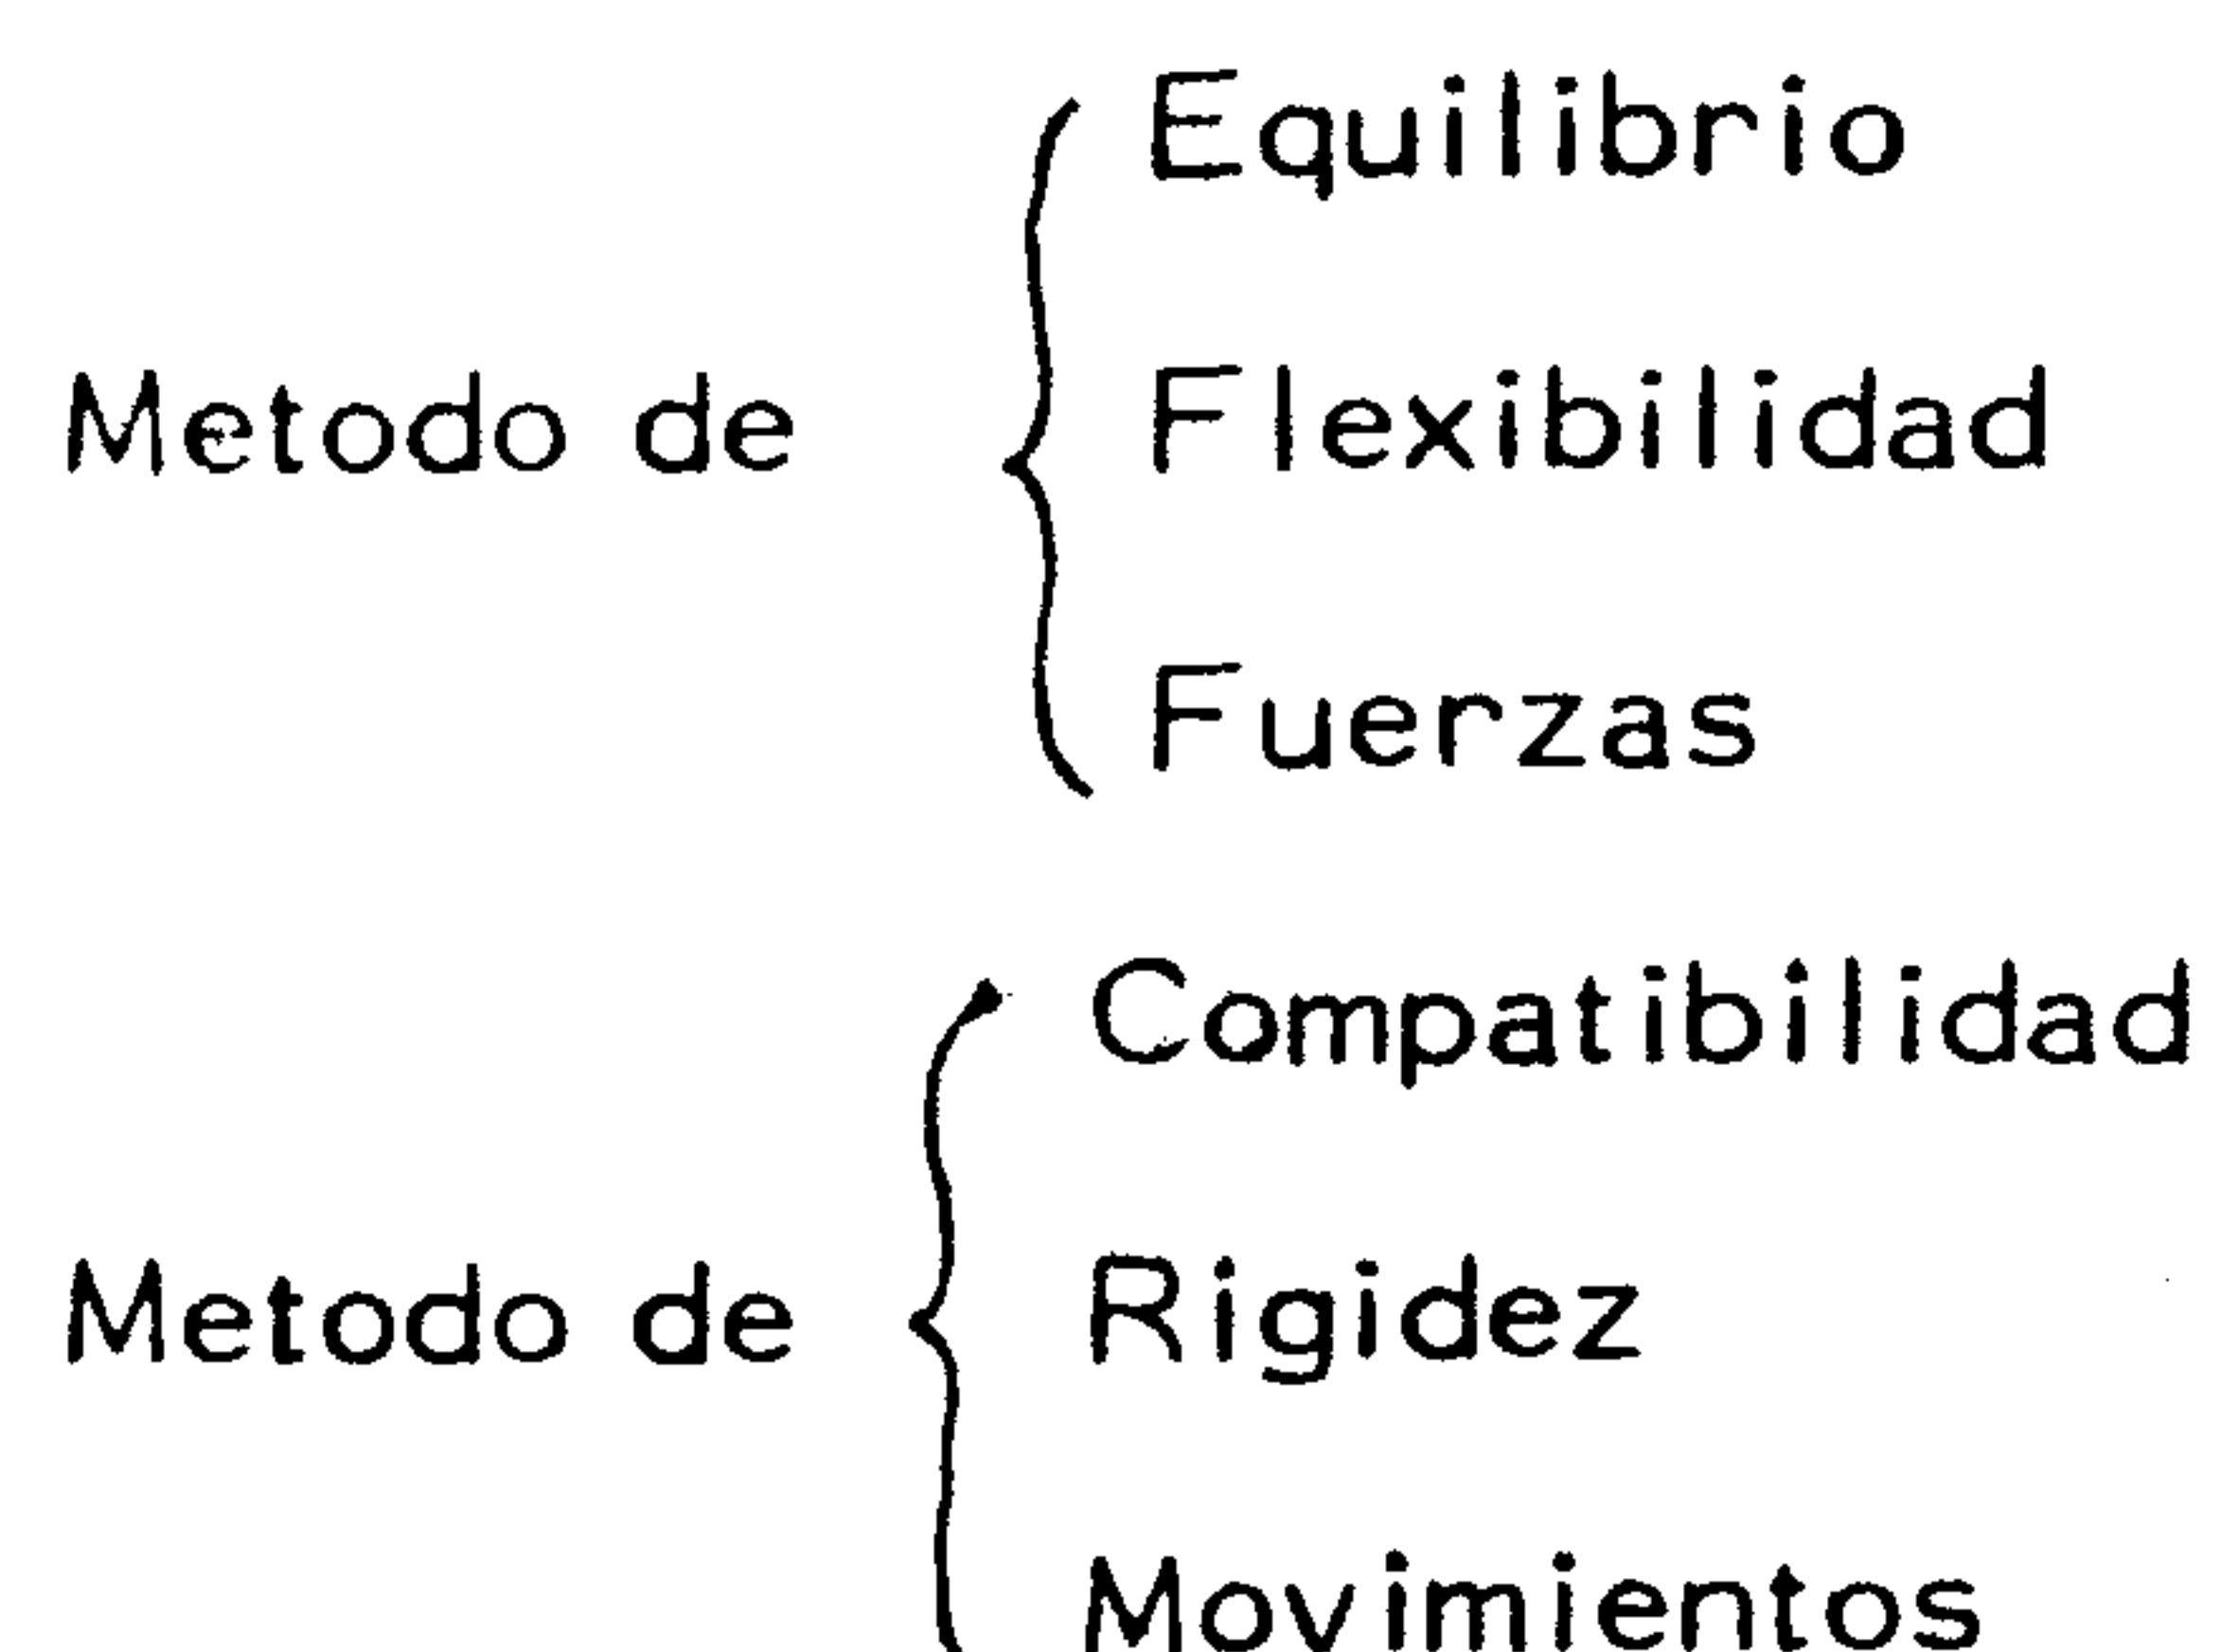 Equilibrio
Metodo de Flexibilidad
Fuerzas
Compatibilidad
Metodo de Rigidez
Movimientos